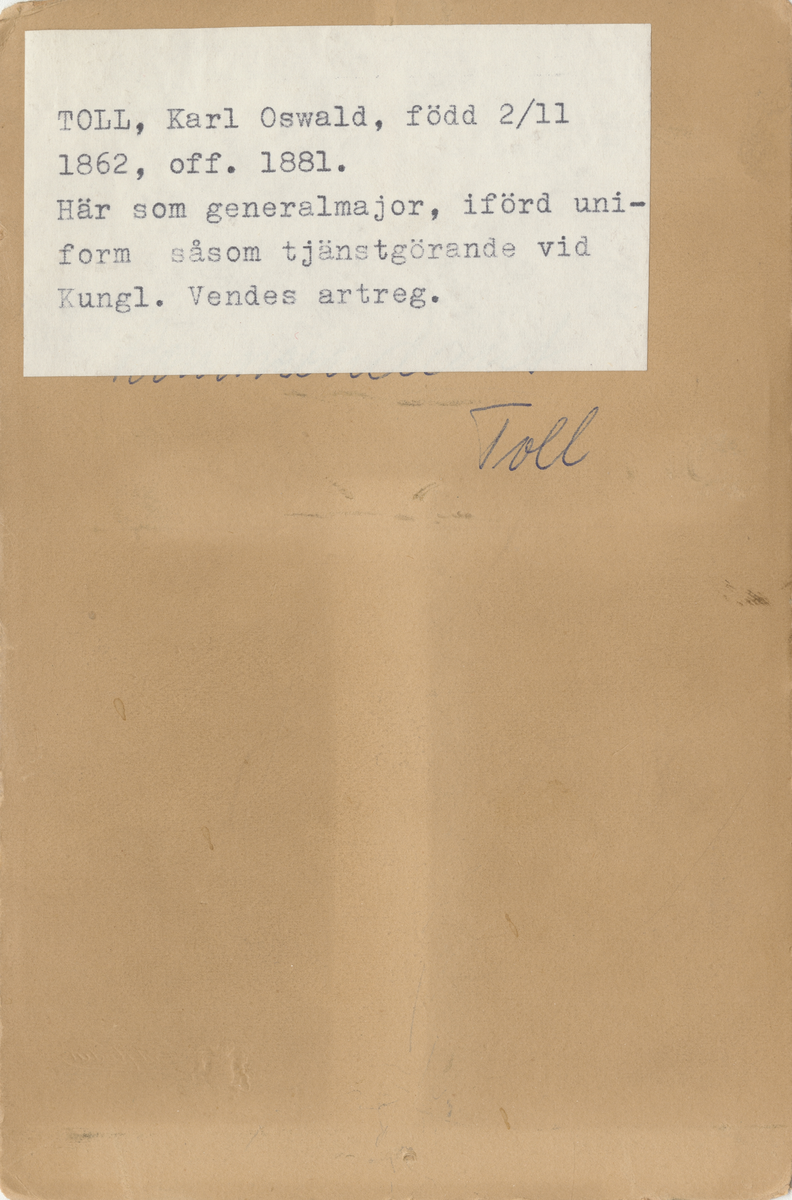 TOLL, Karl Oswald, född 2/11
1862, off. 1881.
Här som generalmajor, iförd uni-
form såsom tjänstgörande vid
Kungl. Vendes artreg.
Toll